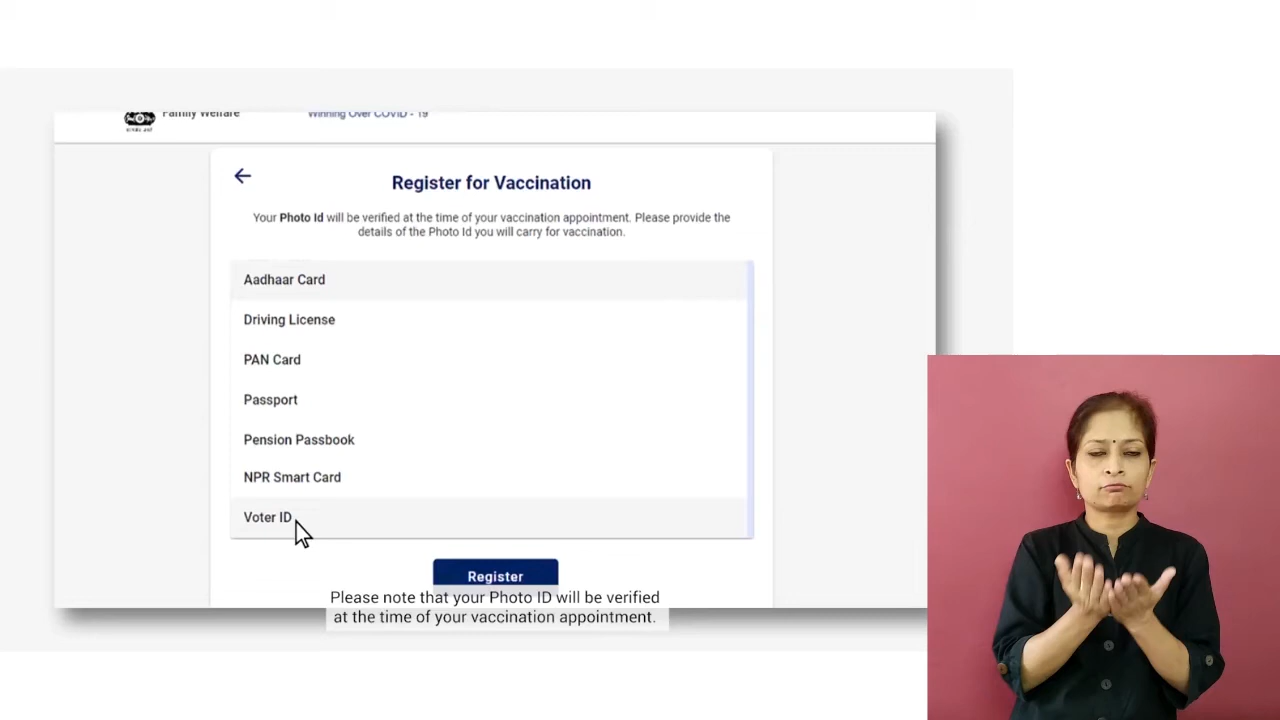 Family Welfare
Winning Over COVID - 19
Register for Vaccination
Your Photo Id will be verified at the time of your vaccination appointment. Please provide the
details of the Photo Id you will carry for vaccination.
Aadhaar Card
Driving License
PAN Card
Passport
Pension Passbook
NPR Smart Card
Voter ID
Register
Please note that your Photo ID will be verified
at the time of your vaccination appointment.